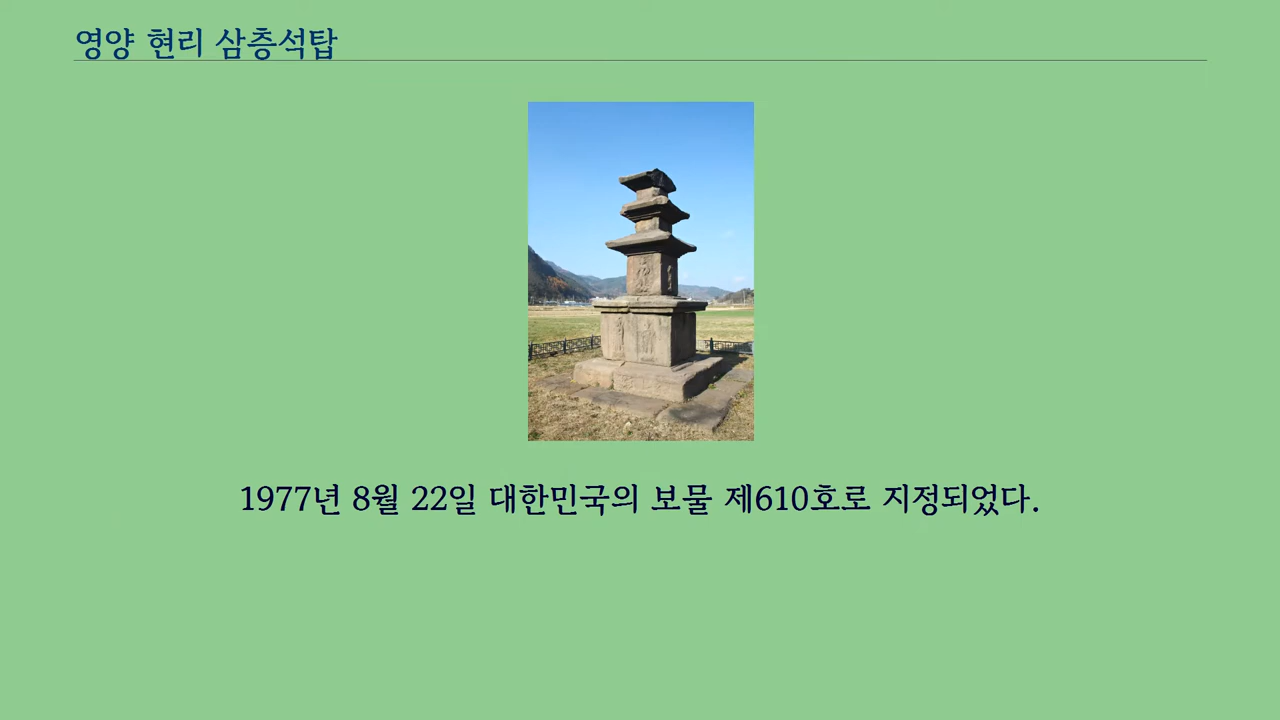 영양 현리 삼층석탑
1977년 8월 22일 대한민국의 보물 제610호로 지정되었다.